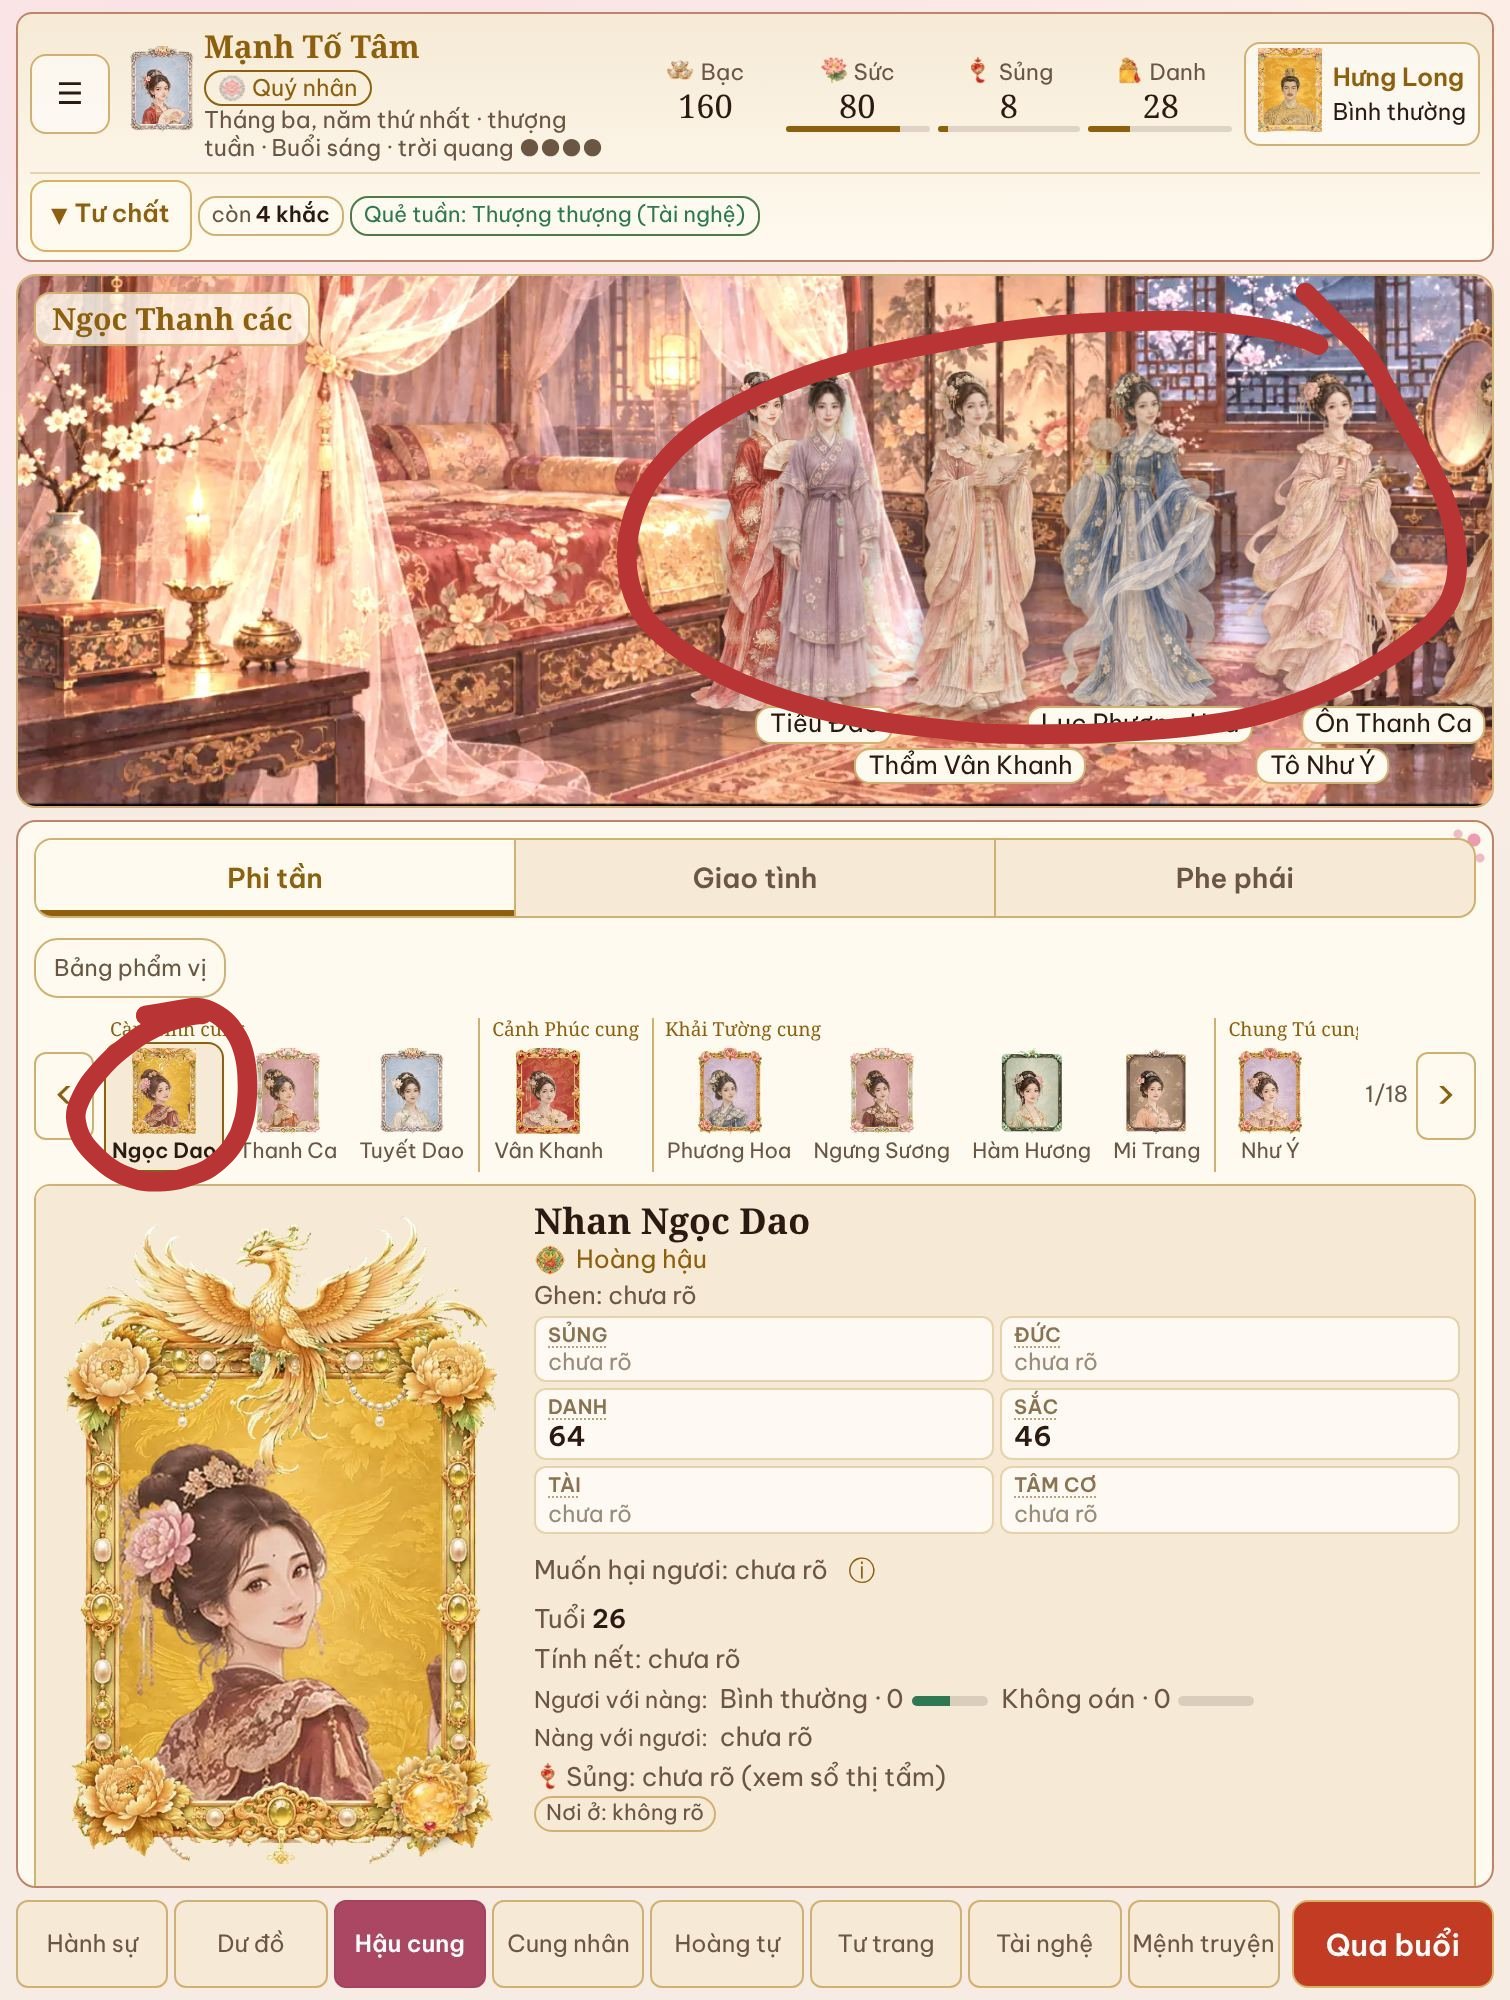 ☰
Mạnh Tố Tâm
Quý nhân
Tháng ba, năm thứ nhất · thượng
tuần · Buổi sáng · trời quang
Bạc
160
Sức
80
Sủng
8
Danh
28
Hưng Long
Bình thường
▼ Tư chất
còn 4 khắc
Quẻ tuần: Thượng thượng (Tài nghệ)
Ngọc Thanh các
Tiểu
Ôn Thanh Ca
Thẩm Vân Khanh
Tô Như Ý
Phi tần
Giao tình
Phe phái
Bảng phẩm vị
Cảnh Phúc cung
Khải Tường cung
Chung Tú cung
Ngọc Dao
Thanh Ca
Tuyết Dao
Vân Khanh
Phương Hoa
Ngưng Sương
Hàm Hương
Mi Trang
Như Ý
1/18
Nhan Ngọc Dao
Hoàng hậu
Ghen: chưa rõ
SỦNG
chưa rõ
ĐỨC
chưa rõ
DANH
64
SẮC
46
TÀI
chưa rõ
TÂM CƠ
chưa rõ
Muốn hại ngươi: chưa rõ ⓘ
Tuổi 26
Tính nết: chưa rõ
Ngươi với nàng: Bình thường · 0 Không oán · 0
Nàng với ngươi: chưa rõ
Sủng: chưa rõ (xem sổ thị tẩm)
Nơi ở: không rõ
Hành sự
Dư đồ
Hậu cung
Cung nhân
Hoàng tự
Tư trang
Tài nghệ
Mệnh truyện
Qua buổi